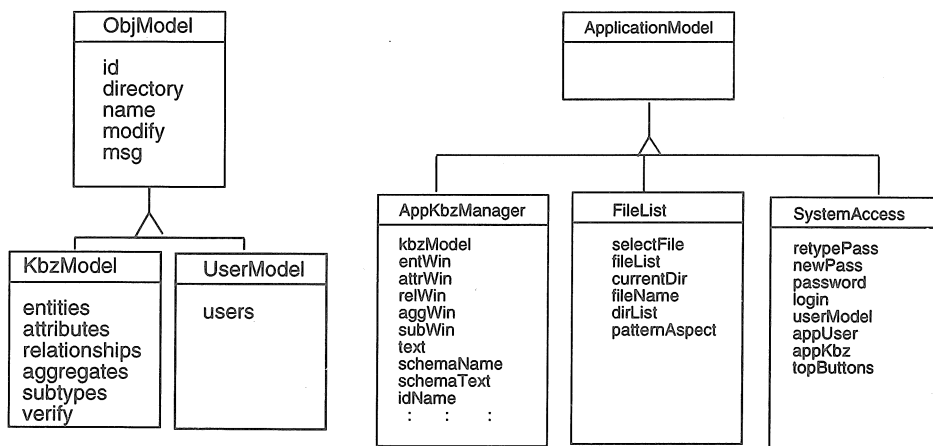 ObjModel
id
directory
name
modify
msg
KbzModel
entities
attributes
relationships
aggregates
subtypes
verify
UserModel
users
ApplicationModel
AppKbzManager
kbzModel
entWin
attrWin
relWin
aggWin
subWin
text
schemaName
schemaText
idName
: : :
FileList
selectFile
fileList
currentDir
fileName
dirList
patternAspect
SystemAccess
retypePass
newPass
password
login
userModel
appUser
appKbz
topButtons